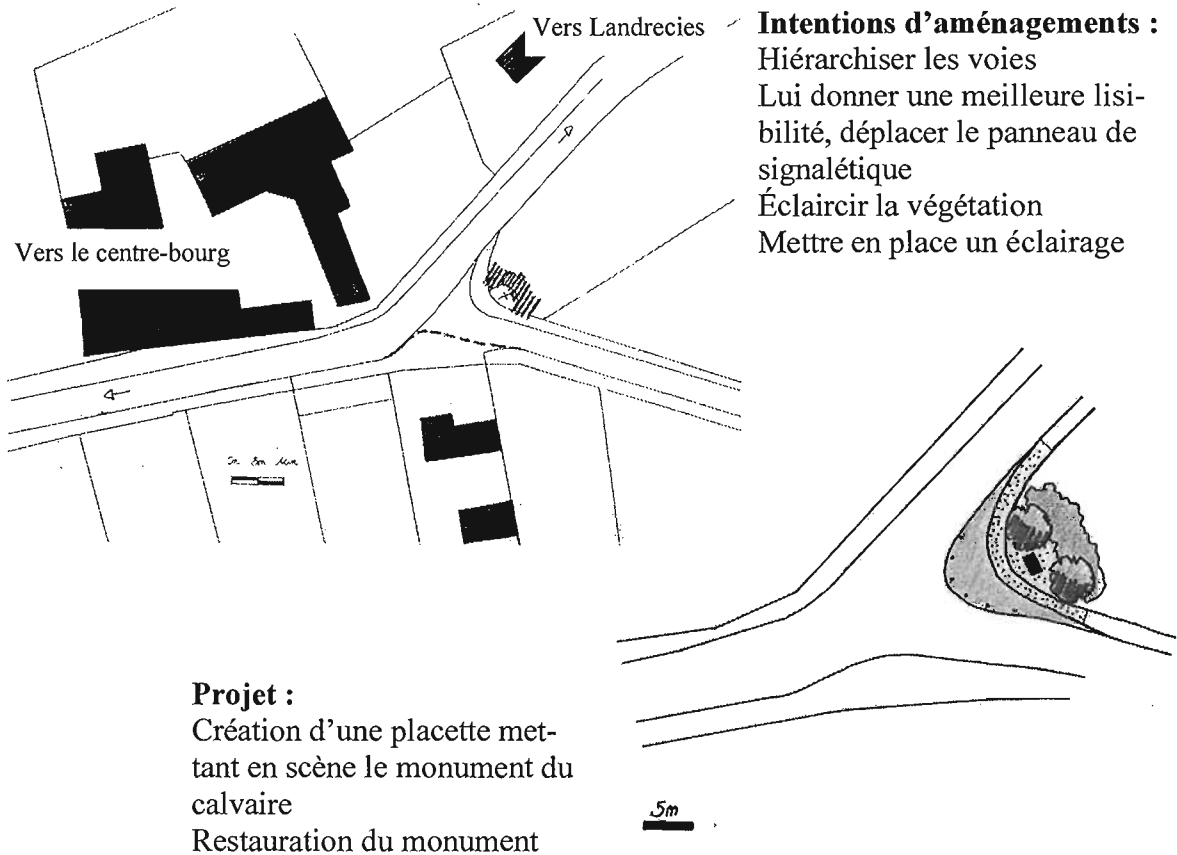 Vers Landrecies
Intentions d’aménagements :
Hiérarchiser les voies
Lui donner une meilleure lisi-
bilité, déplacer le panneau de
signalétique
Éclaircir la végétation
Mettre en place un éclairage
Vers le centre-bourg
Projet :
Création d’une placette met-
tant en scène le monument du
calvaire
Restauration du monument
5m